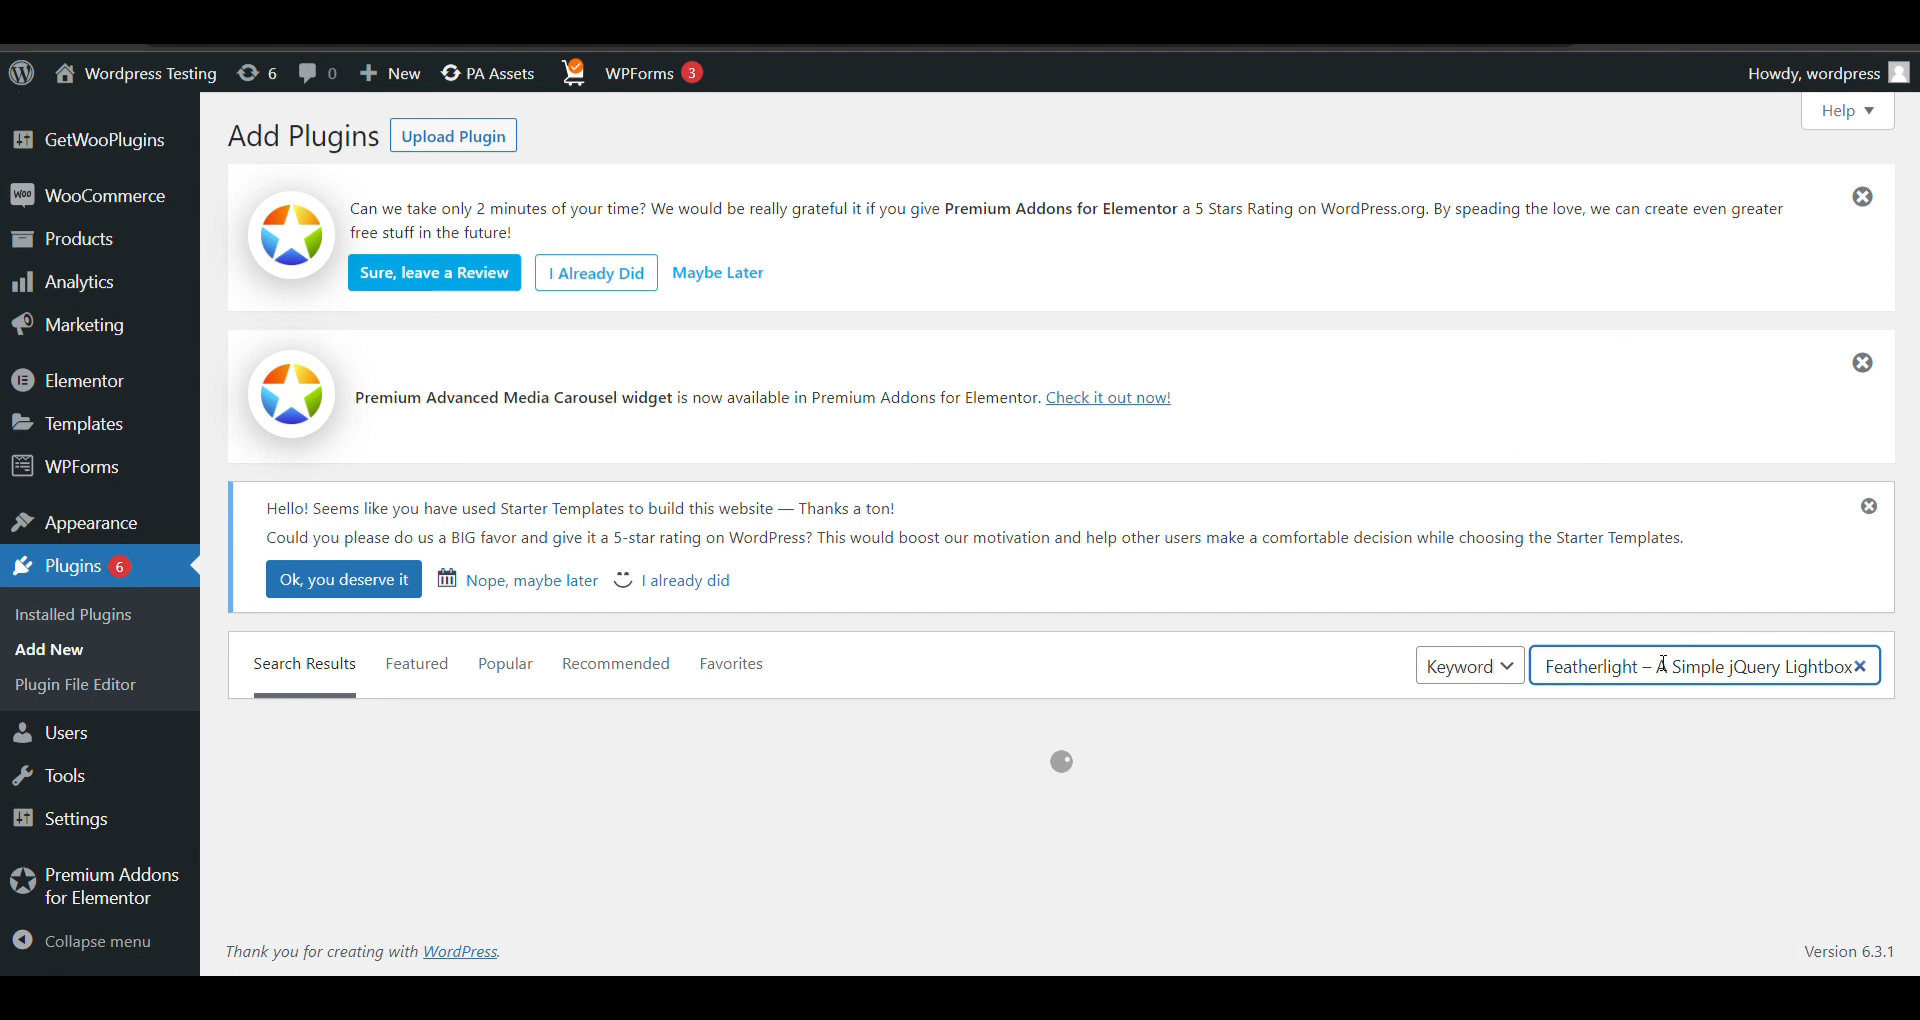 Wordpress Testing 6 0 New PA Assets WPForms 3 Howdy, wordpress
Help
GetWooPlugins
WooCommerce
Products
Analytics
Marketing
Elementor
Templates
WPForms
Appearance
Plugins 6
Installed Plugins
Add New
Plugin File Editor
Users
Tools
Settings
Premium Addons
for Elementor
Collapse menu
Add Plugins Upload Plugin
Can we take only 2 minutes of your time? We would be really grateful it if you give Premium Addons for Elementor a 5 Stars Rating on WordPress.org. By speading the love, we can create even greater
free stuff in the future!
Sure, leave a Review I Already Did Maybe Later
Premium Advanced Media Carousel widget is now available in Premium Addons for Elementor. Check it out now!
Hello! Seems like you have used Starter Templates to build this website — Thanks a ton!
Could you please do us a BIG favor and give it a 5-star rating on WordPress? This would boost our motivation and help other users make a comfortable decision while choosing the Starter Templates.
Ok, you deserve it Nope, maybe later I already did
Search Results Featured Popular Recommended Favorites Keyword Featherlight – A Simple jQuery Lightbox
Thank you for creating with WordPress. Version 6.3.1